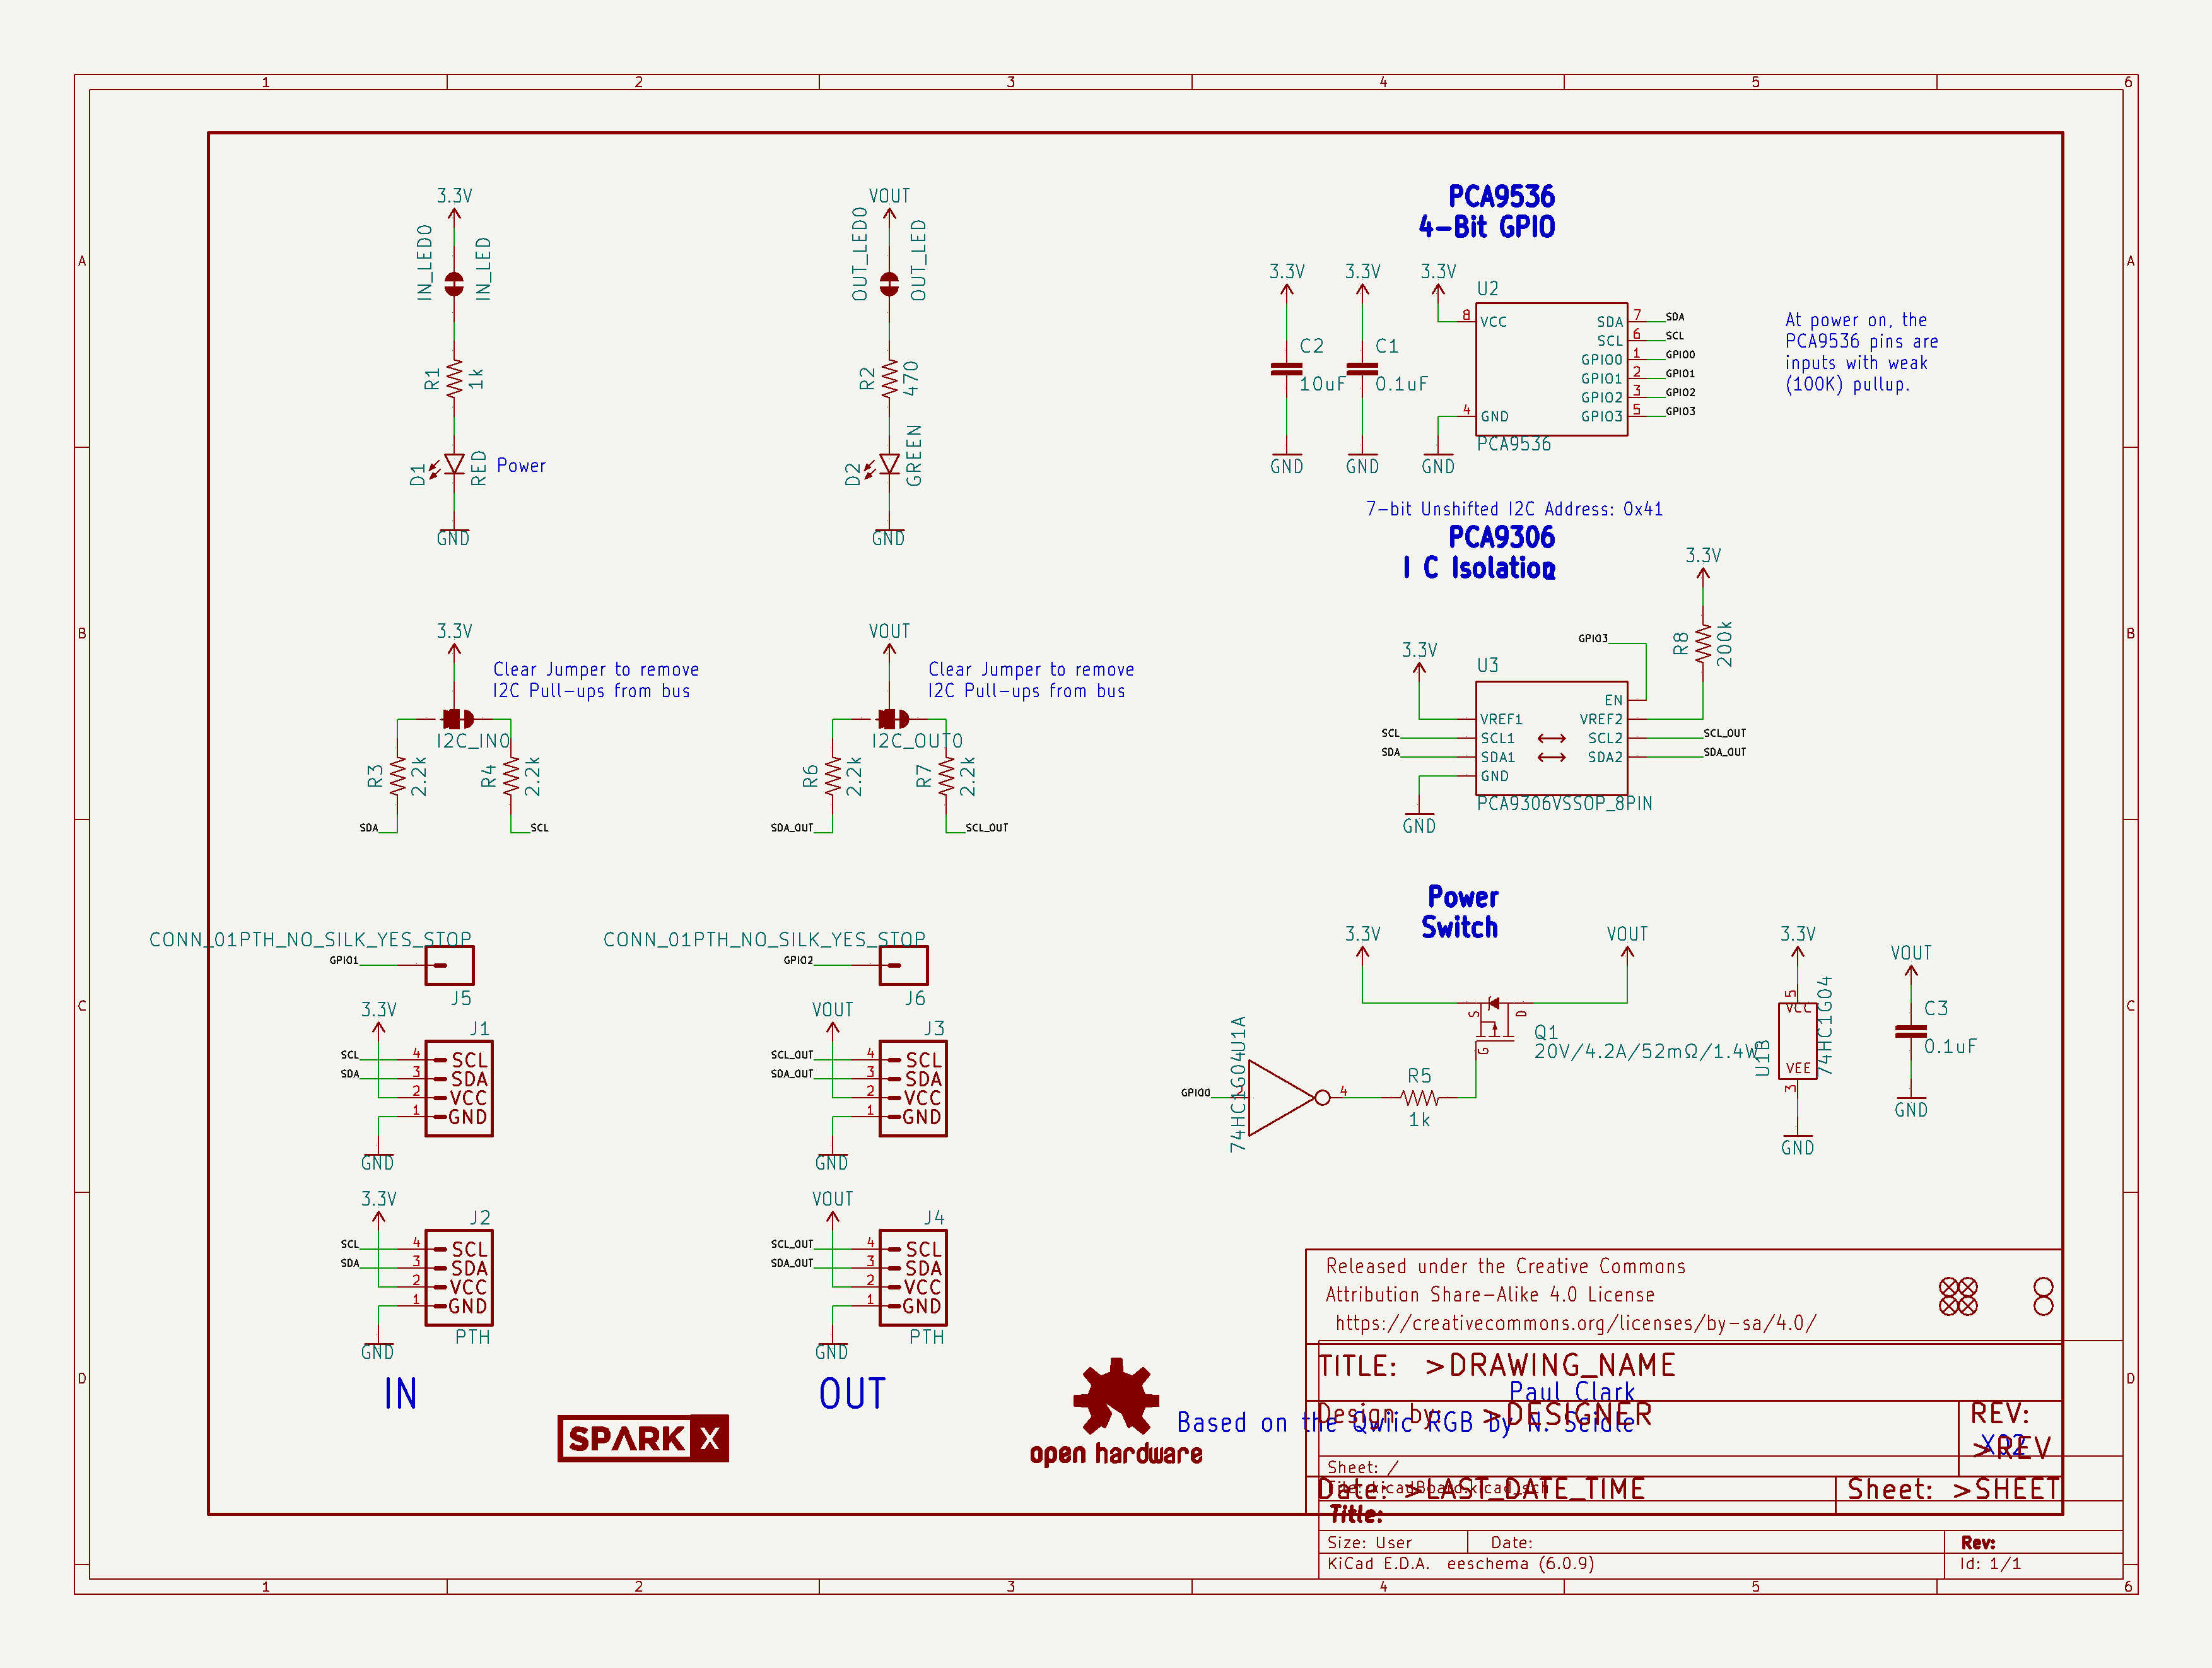 1 2 3 4 5 6
A A
B B
C C
D D
3.3V
IN_LED0
IN_LED
R1
1k
D1
RED
Power
GND
VOUT
OUT_LED0
OUT_LED
R2
470
D2
GREEN
GND
PCA9536
4-Bit GPIO
3.3V 3.3V 3.3V
C2
10uF
C1
0.1uF
GND GND GND
U2
8 VCC
4 GND
SDA 7 SDA
SCL 6 SCL
GPIO0 1 GPIO0
GPIO1 2 GPIO1
GPIO2 3 GPIO2
GPIO3 5 GPIO3
PCA9536
At power on, the
PCA9536 pins are
inputs with weak
(100K) pullup.
7-bit Unshifted I2C Address: 0x41
PCA9306
I C Isolation
2
3.3V
Clear Jumper to remove
I2C Pull-ups from bus
I2C_IN0
R3
2.2k
R4
2.2k
SDA
SCL
VOUT
Clear Jumper to remove
I2C Pull-ups from bus
I2C_OUT0
R6
2.2k
R7
2.2k
SDA_OUT
SCL_OUT
3.3V
R8
200k
GPIO3
3.3V
U3
EN
VREF1 VREF2
SCL SCL1 SCL2 SCL_OUT
SDA SDA1 SDA2 SDA_OUT
GND
PCA9306VSSOP_8PIN
GND
CONN_01PTH_NO_SILK_YES_STOP
GPIO1
J5
CONN_01PTH_NO_SILK_YES_STOP
GPIO2
J6
3.3V
J1
SCL 4 SCL
SDA 3 SDA
2 VCC
1 GND
GND
VOUT
J3
SCL_OUT 4 SCL
SDA_OUT 3 SDA
2 VCC
1 GND
GND
3.3V
J2
SCL 4 SCL
SDA 3 SDA
2 VCC
1 GND
PTH
GND
VOUT
J4
SCL_OUT 4 SCL
SDA_OUT 3 SDA
2 VCC
1 GND
PTH
GND
IN
OUT
Power
Switch
3.3V
VOUT
S
D
G
Q1
20V/4.2A/52mΩ/1.4W
R5
1k
GPIO0
2
4
U1A
74HC1G04
3.3V
5
VCC
VEE
3
U1B
74HC1G04
GND
VOUT
C3
0.1uF
GND
SPARK X
open hardware
Released under the Creative Commons
Attribution Share-Alike 4.0 License
https://creativecommons.org/licenses/by-sa/4.0/
TITLE: >DRAWING_NAME
Paul Clark
Design by: >DESIGNER
Based on the Qwiic RGB by N. Seidle
REV:
>REV
X02
Sheet: /
File: kicadBoard.kicad_sch
Date: >LAST_DATE_TIME
Sheet: >SHEET
Title:
Size: User Date: Rev:
KiCad E.D.A. eeschema (6.0.9) Id: 1/1
1 2 3 4 5 6